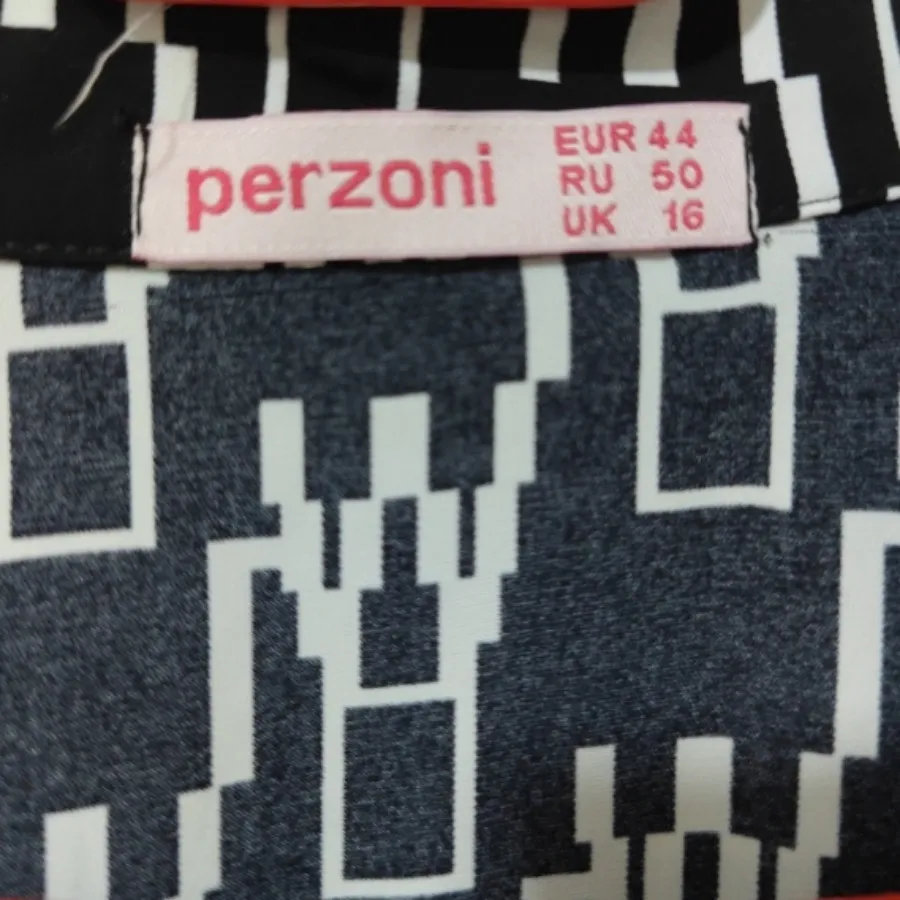 perzoni
EUR 44
RU 50
UK 16